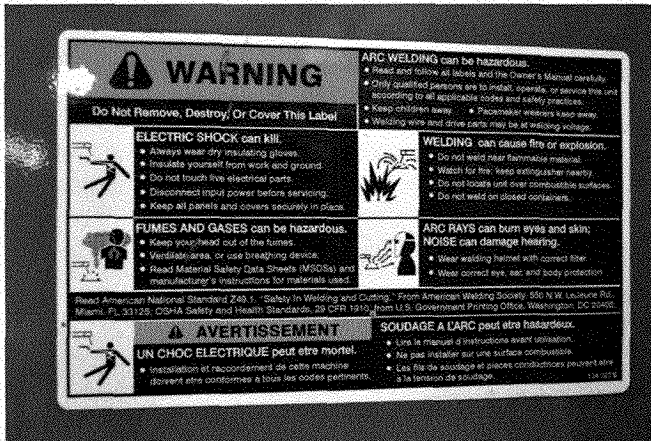 WARNING
Do Not Remove, Destroy, Or Cover This Label
ARC WELDING can be hazardous.
● Read and follow all labels and the Owner's Manual carefully.
● Only qualified persons are to install, operate, or service this unit
according to all applicable codes and safety practices.
● Keep children away. ● Pacemaker wearers keep away.
● Welding wire and drive parts may be at welding voltage.
ELECTRIC SHOCK can kill.
● Always wear dry insulating gloves.
● Insulate yourself from work and ground.
● Do not touch live electrical parts.
● Disconnect input power before servicing.
● Keep all panels and covers securely in place.
WELDING can cause fire or explosion.
● Do not weld near flammable material.
● Watch for fire; keep extinguisher nearby.
● Do not locate unit over combustible surfaces.
● Do not weld on closed containers.
FUMES AND GASES can be hazardous.
● Keep your head out of the fumes.
● Ventilate area, or use breathing device.
● Read Material Safety Data Sheets (MSDSs) and
manufacturer's instructions for materials used.
ARC RAYS can burn eyes and skin;
NOISE can damage hearing.
● Wear welding helmet with correct filter.
● Wear correct eye, ear, and body protection.
Read American National Standard Z49.1, "Safety In Welding and Cutting," From American Welding Society, 550 N.W. LeJeune Rd.,
Miami, FL 33126; OSHA Safety and Health Standards, 29 CFR 1910, from U.S. Government Printing Office, Washington, DC 20402.
AVERTISSEMENT
UN CHOC ELECTRIQUE peut etre mortel.
● Installation et raccordement de cette machine
doivent etre conformes a tous les codes pertinents.
SOUDAGE A L'ARC peut etre hasardeux.
● Lire le manuel d'instructions avant utilisation.
● Ne pas installer sur une surface combustible.
● Les fils de soudage et pieces conductrices peuvent etre
a la tension de soudage.